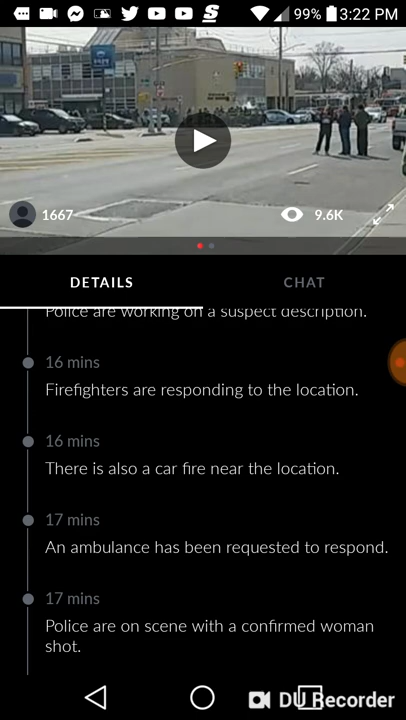 99% 3:22 PM
1667
9.6K
DETAILS
CHAT
Police are working on a suspect description.
16 mins
Firefighters are responding to the location.
16 mins
There is also a car fire near the location.
17 mins
An ambulance has been requested to respond.
17 mins
Police are on scene with a confirmed woman
shot.
DU Recorder